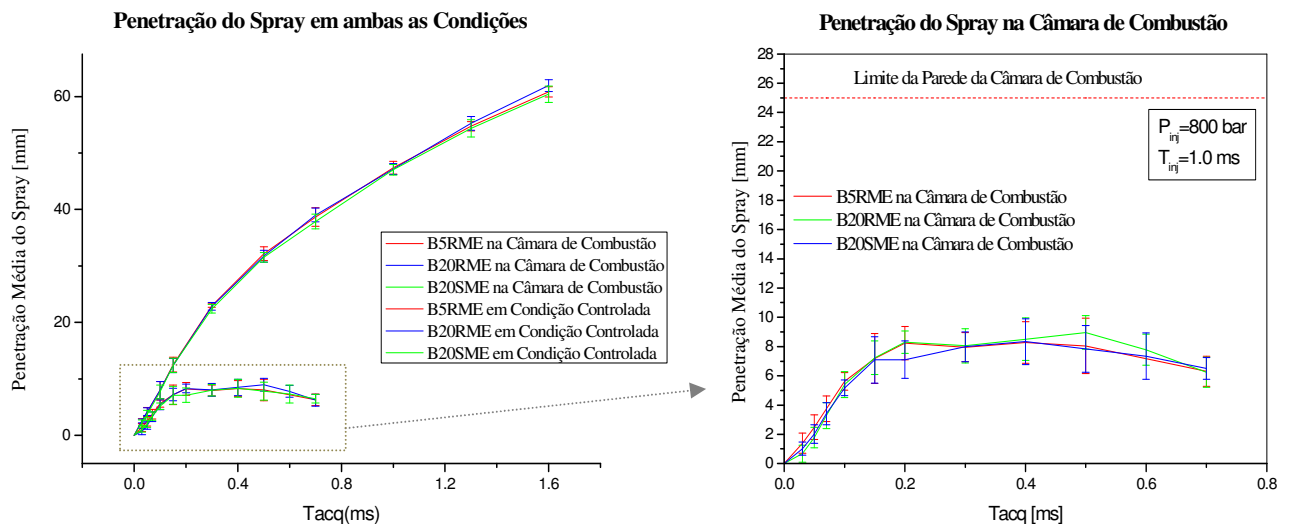 Penetração do Spray em ambas as Condições
Penetração Média do Spray [mm]
60
40
20
0
B5RME na Câmara de Combustão
B20RME na Câmara de Combustão
B20SME na Câmara de Combustão
B5RME em Condição Controlada
B20RME em Condição Controlada
B20SME em Condição Controlada
0.0 0.4 0.8 1.2 1.6
Tacq(ms)
Penetração do Spray na Câmara de Combustão
Penetração Média do Spray [mm]
28
26
24
22
20
18
16
14
12
10
8
6
4
2
0
Limite da Parede da Câmara de Combustão
Pinj=800 bar
Tinj=1.0 ms
B5RME na Câmara de Combustão
B20RME na Câmara de Combustão
B20SME na Câmara de Combustão
0.0 0.2 0.4 0.6 0.8
Tacq [ms]